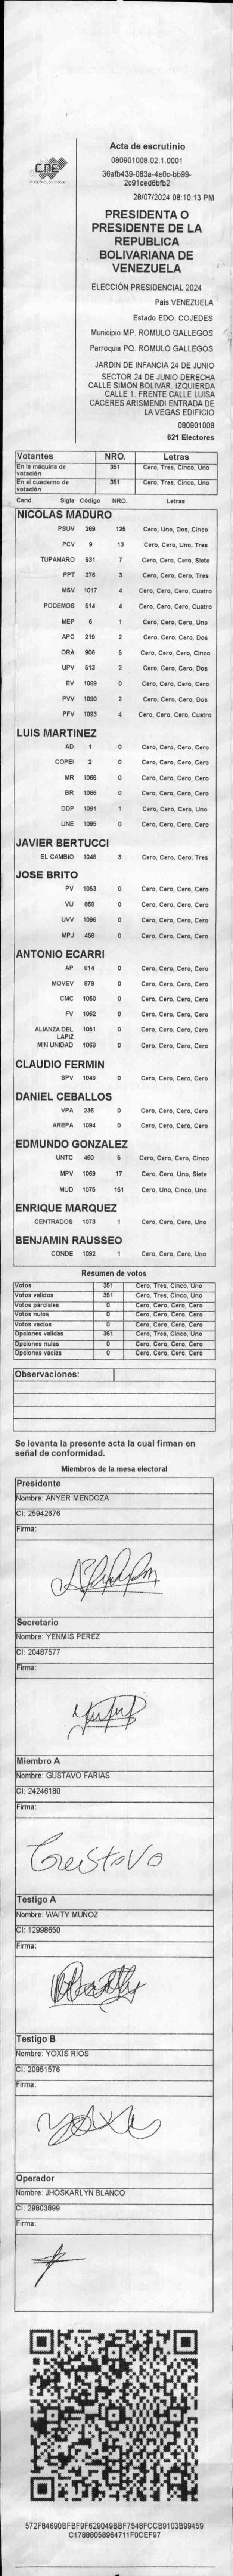 CNE
Acta de escrutinio
080901008.02.1.0001
36afb439-083a-4e0c-bb99-
2c91ced6bfb2
28/07/2024 08:10:13 PM
PRESIDENTA O
PRESIDENTE DE LA
REPUBLICA
BOLIVARIANA DE
VENEZUELA
ELECCIÓN PRESIDENCIAL 2024
Pais VENEZUELA
Estado EDO. COJEDES
Municipio MP. ROMULO GALLEGOS
Parroquia PQ. ROMULO GALLEGOS
JARDIN DE INFANCIA 24 DE JUNIO
SECTOR 24 DE JUNIO DERECHA
CALLE SIMON BOLIVAR. IZQUIERDA
CALLE 1. FRENTE CALLE LUISA
CACERES ARISMENDI ENTRADA DE
LA VEGAS EDIFICIO
080901008
621 Electores
Votantes NRO. Letras
En la máquina de votación 351 Cero, Tres, Cinco, Uno
En el cuaderno de votación 351 Cero, Tres, Cinco, Uno
Cand. Sigla Código NRO. Letras
NICOLAS MADURO
PSUV 269 125 Cero, Uno, Dos, Cinco
PCV 9 13 Cero, Cero, Uno, Tres
TUPAMARO 931 7 Cero, Cero, Cero, Siete
PPT 276 3 Cero, Cero, Cero, Tres
MSV 1017 4 Cero, Cero, Cero, Cuatro
PODEMOS 514 4 Cero, Cero, Cero, Cuatro
MEP 6 1 Cero, Cero, Cero, Uno
APC 219 2 Cero, Cero, Cero, Dos
ORA 906 5 Cero, Cero, Cero, Cinco
UPV 513 2 Cero, Cero, Cero, Dos
EV 1089 0 Cero, Cero, Cero, Cero
PVV 1090 2 Cero, Cero, Cero, Dos
PFV 1093 4 Cero, Cero, Cero, Cuatro
LUIS MARTINEZ
AD 1 0 Cero, Cero, Cero, Cero
COPEI 2 0 Cero, Cero, Cero, Cero
MR 1065 0 Cero, Cero, Cero, Cero
BR 1066 0 Cero, Cero, Cero, Cero
DDP 1091 1 Cero, Cero, Cero, Uno
UNE 1095 0 Cero, Cero, Cero, Cero
JAVIER BERTUCCI
EL CAMBIO 1048 3 Cero, Cero, Cero, Tres
JOSE BRITO
PV 1053 0 Cero, Cero, Cero, Cero
VU 869 0 Cero, Cero, Cero, Cero
UVV 1096 0 Cero, Cero, Cero, Cero
MPJ 459 0 Cero, Cero, Cero, Cero
ANTONIO ECARRI
AP 814 0 Cero, Cero, Cero, Cero
MOVEV 878 0 Cero, Cero, Cero, Cero
CMC 1050 0 Cero, Cero, Cero, Cero
FV 1062 0 Cero, Cero, Cero, Cero
ALIANZA DEL LAPIZ 1051 0 Cero, Cero, Cero, Cero
MIN UNIDAD 1068 0 Cero, Cero, Cero, Cero
CLAUDIO FERMIN
SPV 1049 0 Cero, Cero, Cero, Cero
DANIEL CEBALLOS
VPA 236 0 Cero, Cero, Cero, Cero
AREPA 1094 0 Cero, Cero, Cero, Cero
EDMUNDO GONZALEZ
UNTC 460 5 Cero, Cero, Cero, Cinco
MPV 1069 17 Cero, Cero, Uno, Siete
MUD 1075 151 Cero, Uno, Cinco, Uno
ENRIQUE MARQUEZ
CENTRADOS 1073 1 Cero, Cero, Cero, Uno
BENJAMIN RAUSSEO
CONDE 1092 1 Cero, Cero, Cero, Uno
Resumen de votos
Votos 351 Cero, Tres, Cinco, Uno
Votos validos 351 Cero, Tres, Cinco, Uno
Votos parciales 0 Cero, Cero, Cero, Cero
Votos nulos 0 Cero, Cero, Cero, Cero
Votos vacios 0 Cero, Cero, Cero, Cero
Opciones validas 351 Cero, Tres, Cinco, Uno
Opciones nulas 0 Cero, Cero, Cero, Cero
Opciones vacias 0 Cero, Cero, Cero, Cero
Observaciones:
Se levanta la presente acta la cual firman en
señal de conformidad.
Miembros de la mesa electoral
Presidente
Nombre: ANYER MENDOZA
CI: 25942676
Firma:
Secretario
Nombre: YENMIS PEREZ
CI: 20487577
Firma:
Miembro A
Nombre: GUSTAVO FARIAS
CI: 24246180
Firma:
Gustavo
Testigo A
Nombre: WAITY MUÑOZ
CI: 12998650
Firma:
Testigo B
Nombre: YOXIS RIOS
CI: 20951576
Firma:
Operador
Nombre: JHOSKARLYN BLANCO
CI: 29803899
Firma:
572F84690BFBF9F629049BBF7548FCCB9103B99459
C17888058964711F0CEF97